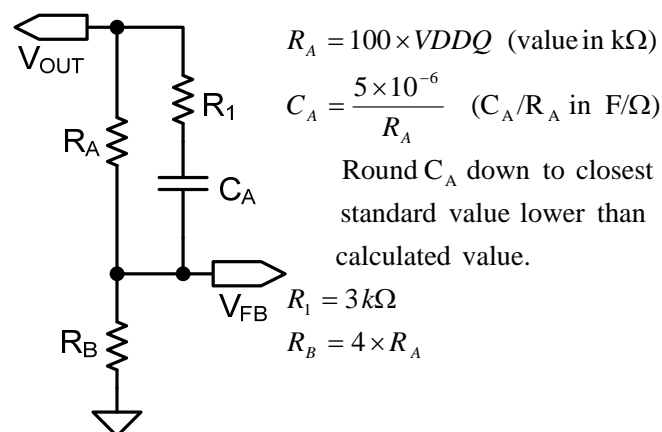 V_OUT
R_A
R_1
C_A
V_FB
R_B
R_A = 100 × VDDQ (value in kΩ)
C_A = 5×10^-6 / R_A (C_A/R_A in F/Ω)
Round C_A down to closest
standard value lower than
calculated value.
R_1 = 3kΩ
R_B = 4 × R_A